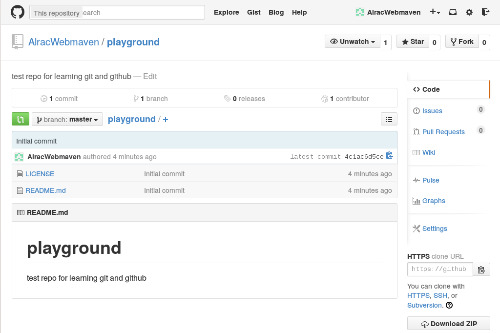 This repository earch Explore Gist Blog Help AlracWebmaven
AlracWebmaven / playground Unwatch 1 Star 0 Fork 0
test repo for learning git and github — Edit
1 commit 1 branch 0 releases 1 contributor
branch: master playground / +
Initial commit
AlracWebmaven authored 4 minutes ago latest commit
LICENSE Initial commit 4 minutes ago
README.md Initial commit 4 minutes ago
README.md
playground
test repo for learning git and github
Code
Issues 0
Pull Requests 0
Wiki
Pulse
Graphs
Settings
HTTPS clone URL
https://github
You can clone with
HTTPS, SSH, or
Subversion.
Download ZIP